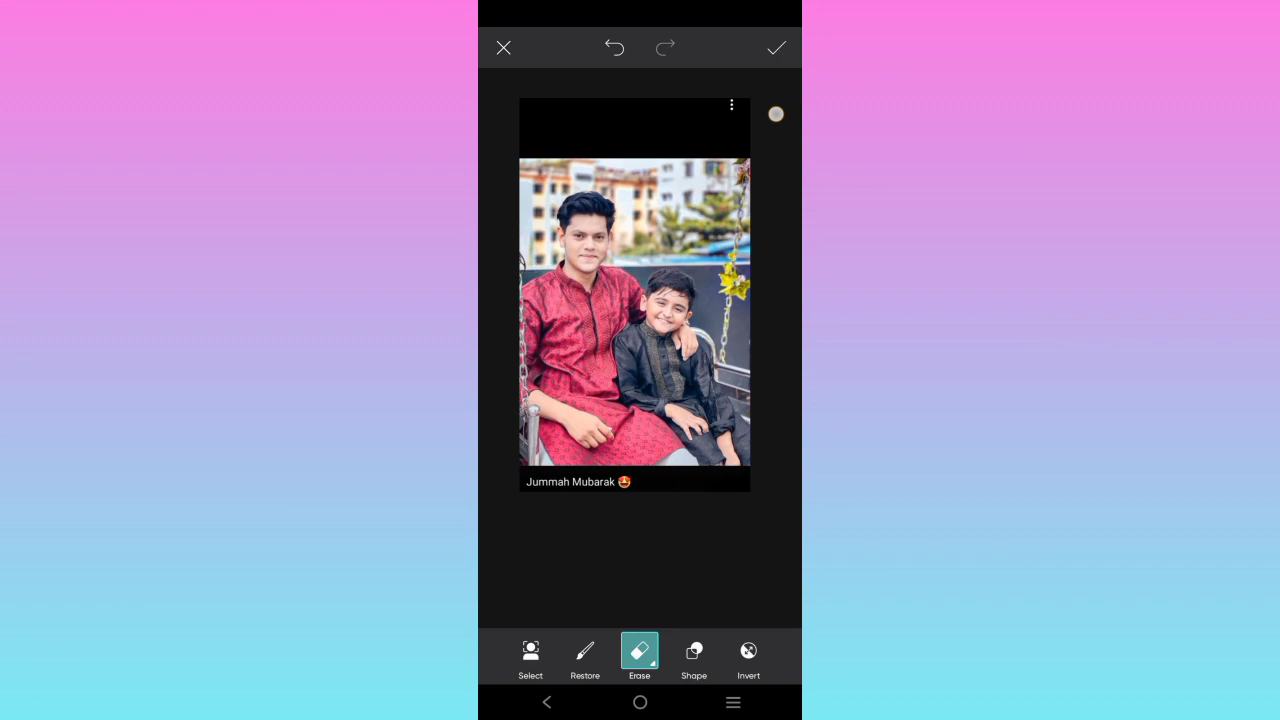 Jummah Mubarak 🤩
Select
Restore
Erase
Shape
Invert